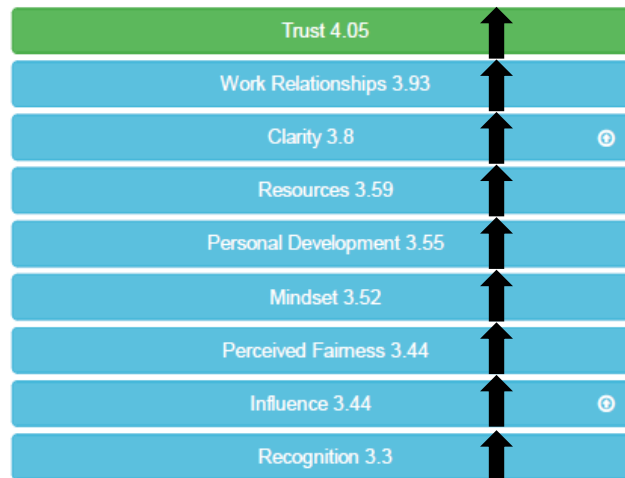 Trust 4.05
Work Relationships 3.93
Clarity 3.8
Resources 3.59
Personal Development 3.55
Mindset 3.52
Perceived Fairness 3.44
Influence 3.44
Recognition 3.3